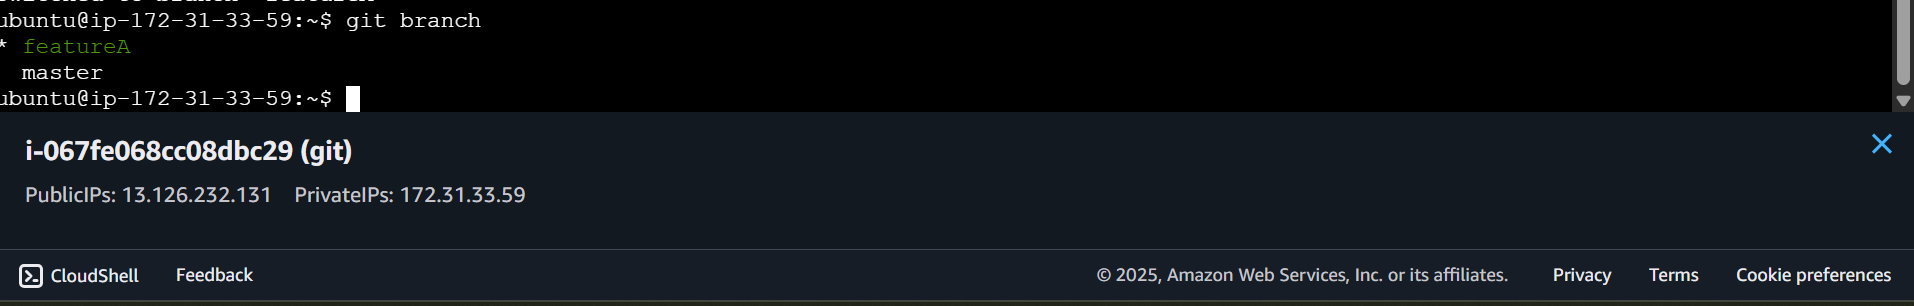 ubuntu@ip-172-31-33-59:~$ git branch
* featureA
master
ubuntu@ip-172-31-33-59:~$
i-067fe068cc08dbc29 (git)
PublicIPs: 13.126.232.131 PrivateIPs: 172.31.33.59
CloudShell Feedback © 2025, Amazon Web Services, Inc. or its affiliates. Privacy Terms Cookie preferences